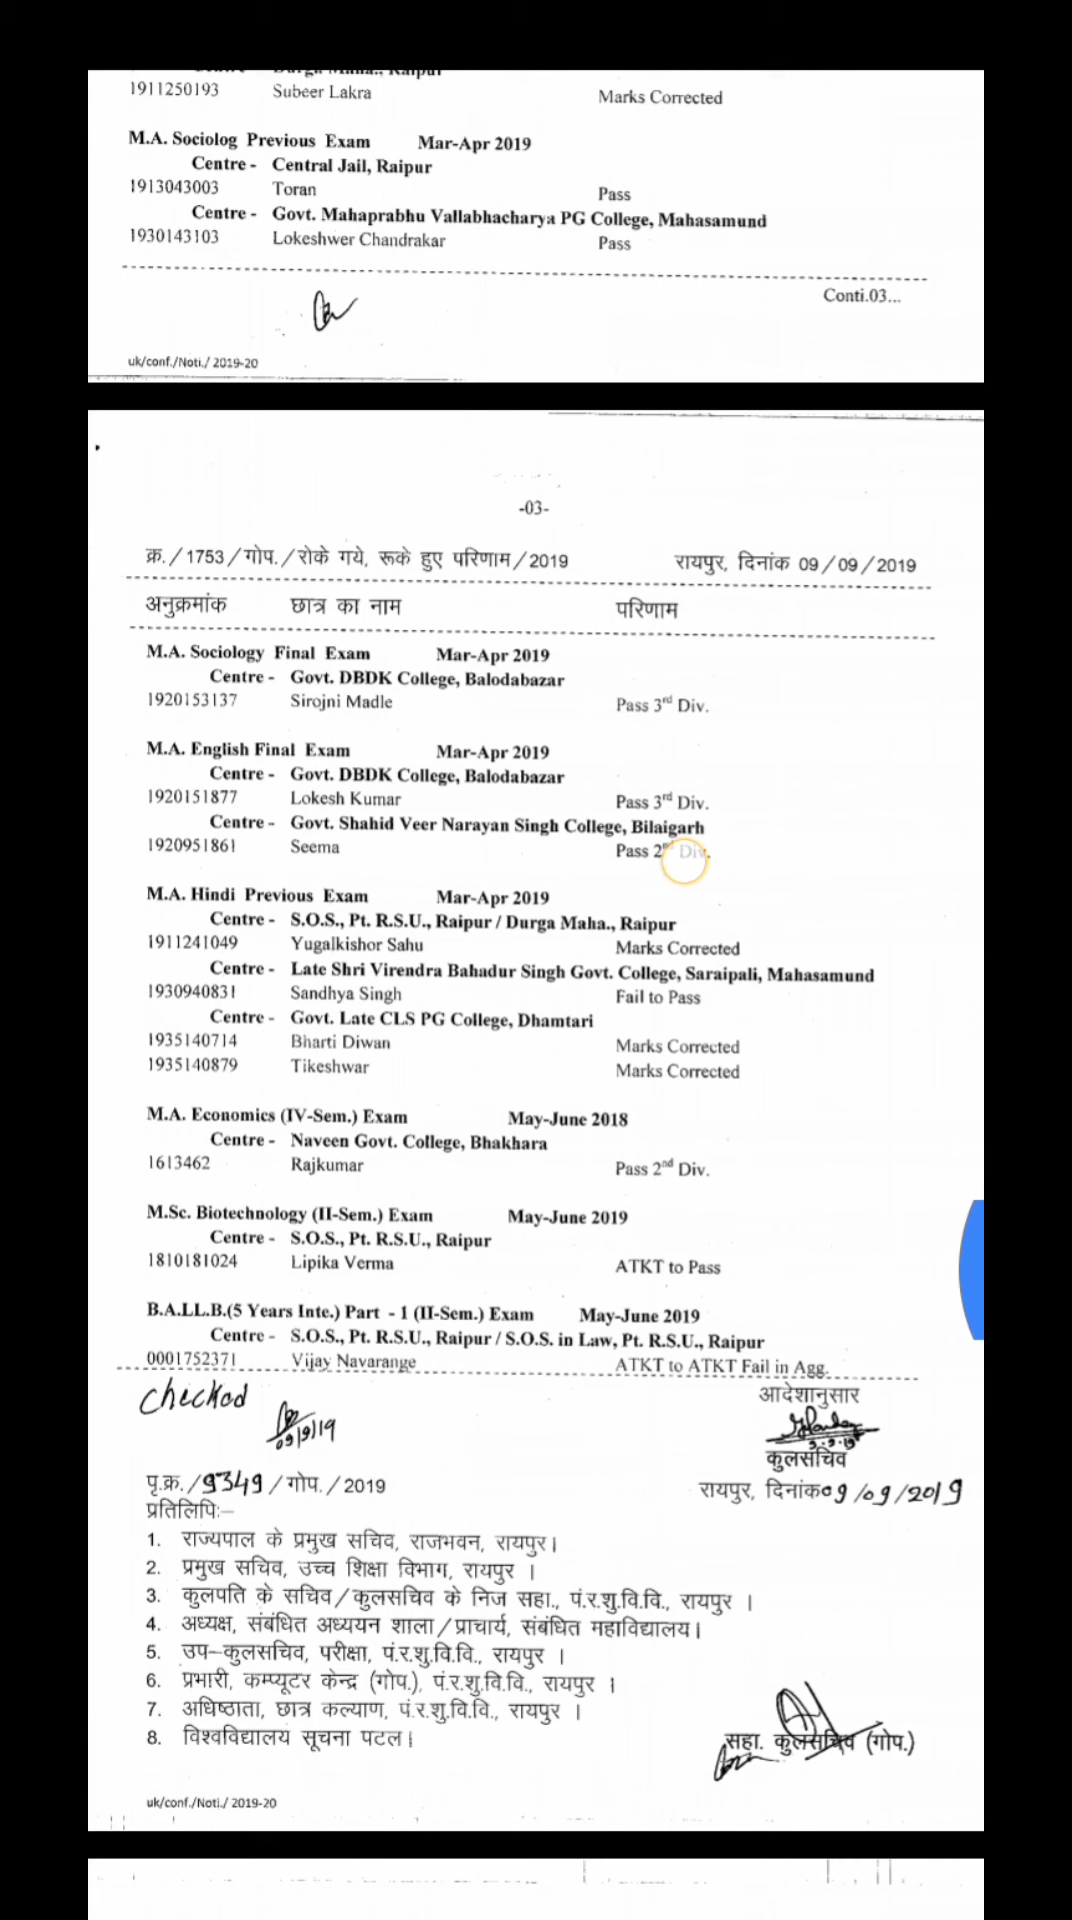 1911250193 Subeer Lakra Marks Corrected
M.A. Sociolog Previous Exam Mar-Apr 2019
Centre - Central Jail, Raipur
1913043003 Toran Pass
Centre - Govt. Mahaprabhu Vallabhacharya PG College, Mahasamund
1930143103 Lokeshwer Chandrakar Pass
Conti.03...
uk/conf./Noti./ 2019-20
-03-
क्र./1753/गोप./रोके गये, रूके हुए परिणाम/2019 रायपुर, दिनांक 09/09/2019
अनुक्रमांक छात्र का नाम परिणाम
M.A. Sociology Final Exam Mar-Apr 2019
Centre - Govt. DBDK College, Balodabazar
1920153137 Sirojni Madle Pass 3rd Div.
M.A. English Final Exam Mar-Apr 2019
Centre - Govt. DBDK College, Balodabazar
1920151877 Lokesh Kumar Pass 3rd Div.
Centre - Govt. Shahid Veer Narayan Singh College, Bilaigarh
1920951861 Seema Pass 2nd Div.
M.A. Hindi Previous Exam Mar-Apr 2019
Centre - S.O.S., Pt. R.S.U., Raipur / Durga Maha., Raipur
1911241049 Yugalkishor Sahu Marks Corrected
Centre - Late Shri Virendra Bahadur Singh Govt. College, Saraipali, Mahasamund
1930940831 Sandhya Singh Fail to Pass
Centre - Govt. Late CLS PG College, Dhamtari
1935140714 Bharti Diwan Marks Corrected
1935140879 Tikeshwar Marks Corrected
M.A. Economics (IV-Sem.) Exam May-June 2018
Centre - Naveen Govt. College, Bhakhara
1613462 Rajkumar Pass 2nd Div.
M.Sc. Biotechnology (II-Sem.) Exam May-June 2019
Centre - S.O.S., Pt. R.S.U., Raipur
1810181024 Lipika Verma ATKT to Pass
B.A.LL.B.(5 Years Inte.) Part - 1 (II-Sem.) Exam May-June 2019
Centre - S.O.S., Pt. R.S.U., Raipur / S.O.S. in Law, Pt. R.S.U., Raipur
0001752371 Vijay Navarange ATKT to ATKT Fail in Agg.
checked आदेशानुसार
09/9/19
कुलसचिव
पृ.क्र./9349/गोप./2019 रायपुर, दिनांक09/09/2019
प्रतिलिपिः–
1. राज्यपाल के प्रमुख सचिव, राजभवन, रायपुर।
2. प्रमुख सचिव, उच्च शिक्षा विभाग, रायपुर ।
3. कुलपति के सचिव/कुलसचिव के निज सहा., पं.र.शु.वि.वि., रायपुर ।
4. अध्यक्ष, संबंधित अध्ययन शाला/प्राचार्य, संबंधित महाविद्यालय।
5. उप–कुलसचिव, परीक्षा, पं.र.शु.वि.वि., रायपुर ।
6. प्रभारी, कम्प्यूटर केन्द्र (गोप.), पं.र.शु.वि.वि., रायपुर ।
7. अधिष्ठाता, छात्र कल्याण, पं.र.शु.वि.वि., रायपुर ।
8. विश्वविद्यालय सूचना पटल।
सहा. कुलसचिव (गोप.)
uk/conf./Noti./ 2019-20